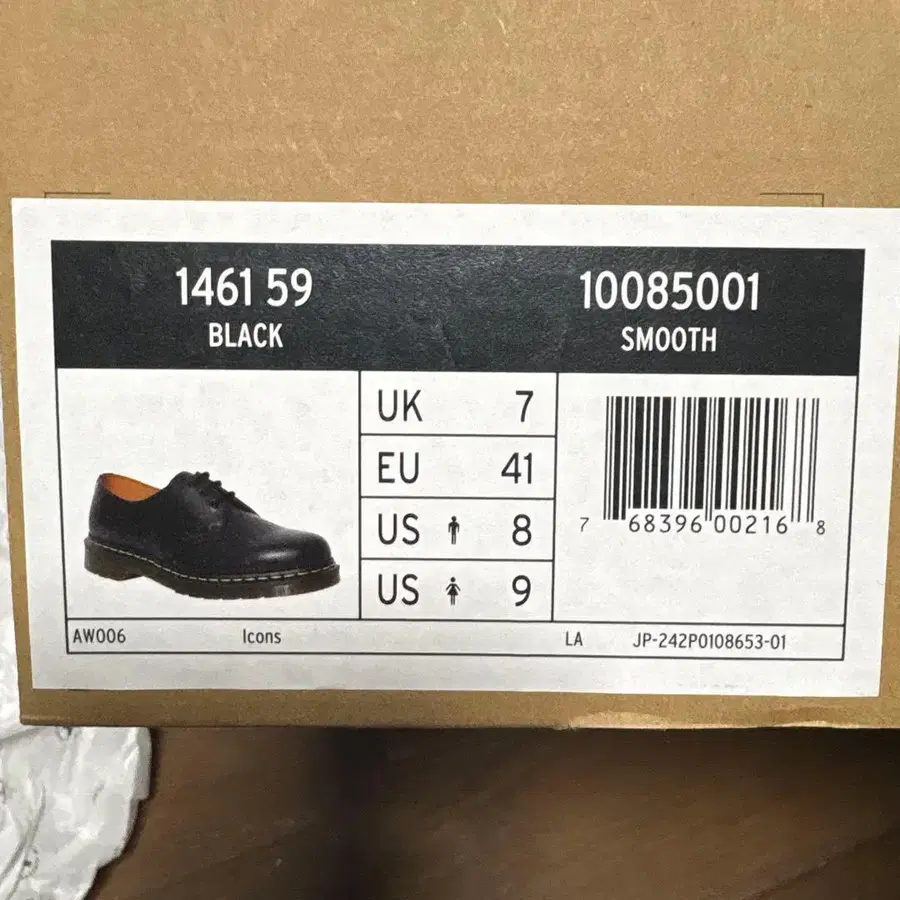 1461 59
BLACK
10085001
SMOOTH
UK 7
EU 41
US 8
US 9
7 68396 00216 8
AW006 Icons LA JP-242P0108653-01